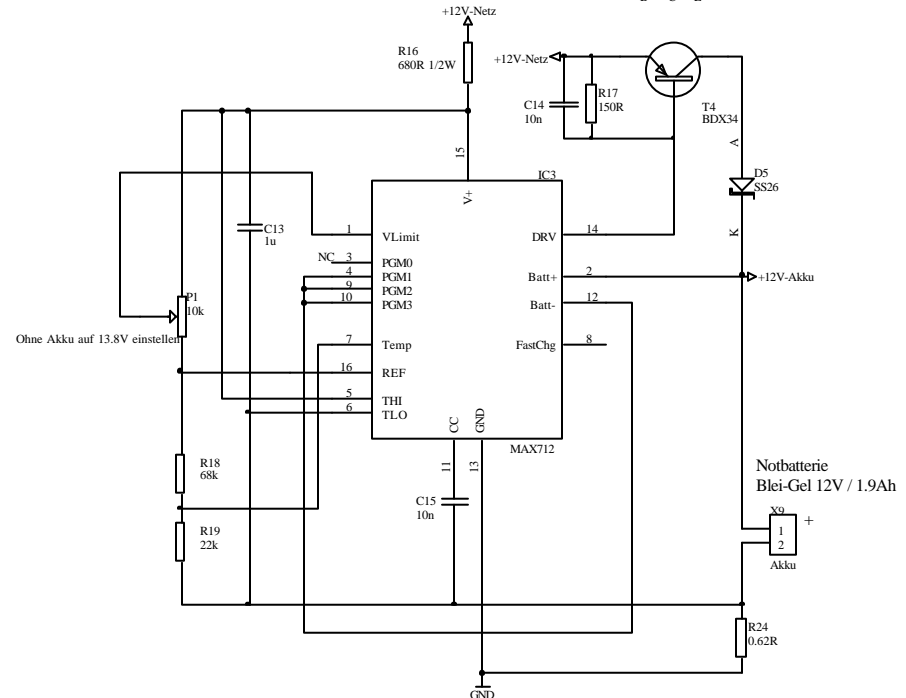 +12V-Netz
R16
680R 1/2W
+12V-Netz
C14
10n
R17
150R
T4
BDX34
A
D5
SS26
K
15
V+
IC3
C13
1u
1
VLimit
NC
3
PGM0
4
PGM1
9
PGM2
10
PGM3
7
Temp
16
REF
5
THI
6
TLO
DRV
14
Batt+
2
+12V-Akku
Batt-
12
FastChg
8
P1
10k
Ohne Akku auf 13.8V einstellen
CC
GND
11
13
MAX712
R18
68k
R19
22k
C15
10n
Notbatterie
Blei-Gel 12V / 1.9Ah
X9
+
1
2
Akku
R24
0.62R
GND